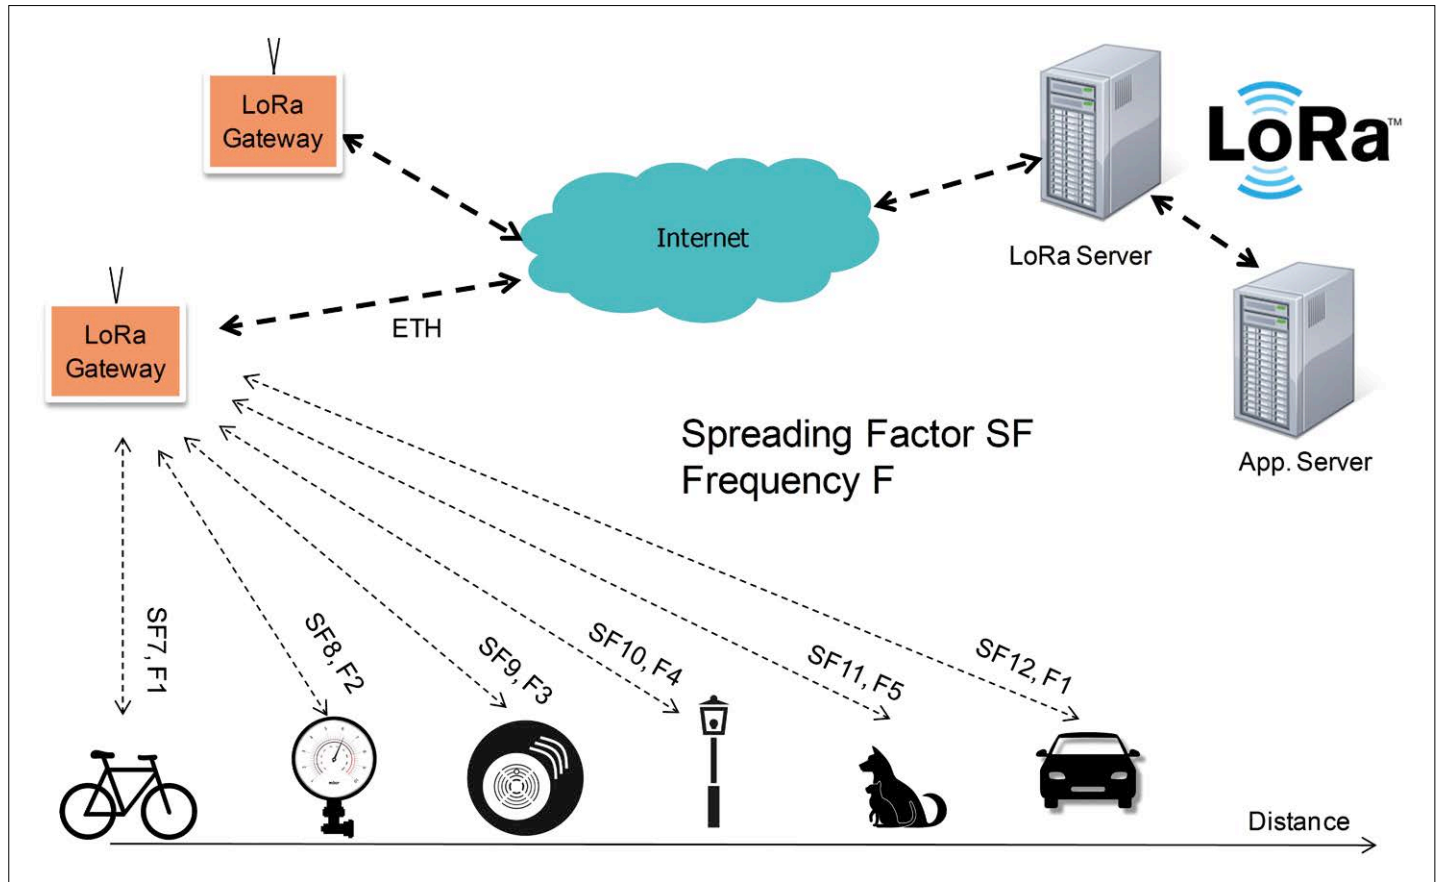 LoRa
Gateway
LoRa™
Internet
LoRa Server
LoRa
Gateway
ETH
Spreading Factor SF
Frequency F
App. Server
SF7, F1
SF8, F2
SF9, F3
SF10, F4
SF11, F5
SF12, F1
Distance